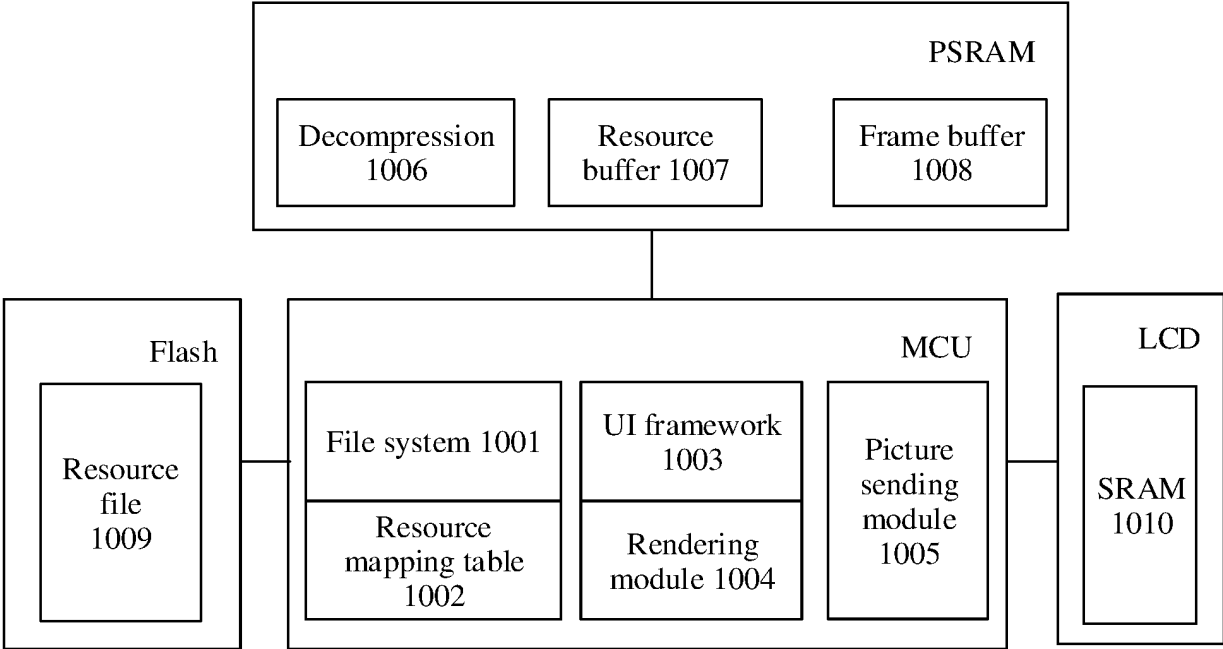 PSRAM
Decompression
1006
Resource
buffer 1007
Frame buffer
1008
Flash
Resource
file
1009
MCU
File system 1001
Resource
mapping table
1002
UI framework
1003
Rendering
module 1004
Picture
sending
module
1005
LCD
SRAM
1010